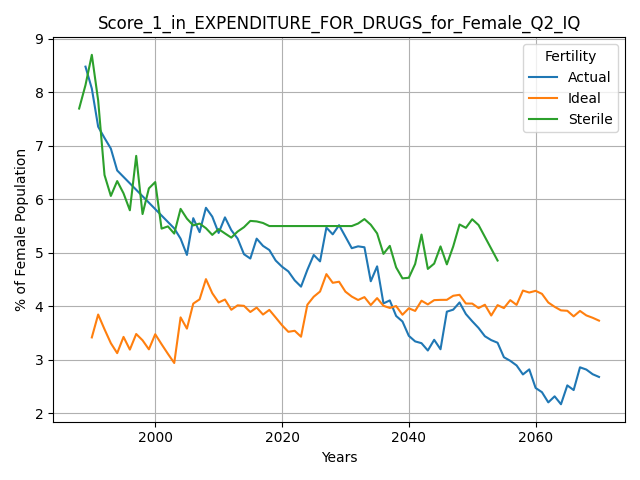 Score_1_in_EXPENDITURE_FOR_DRUGS_for_Female_Q2_IQ
Fertility
Actual
Ideal
Sterile
% of Female Population
9
8
7
6
5
4
3
2
2000 2020 2040 2060
Years